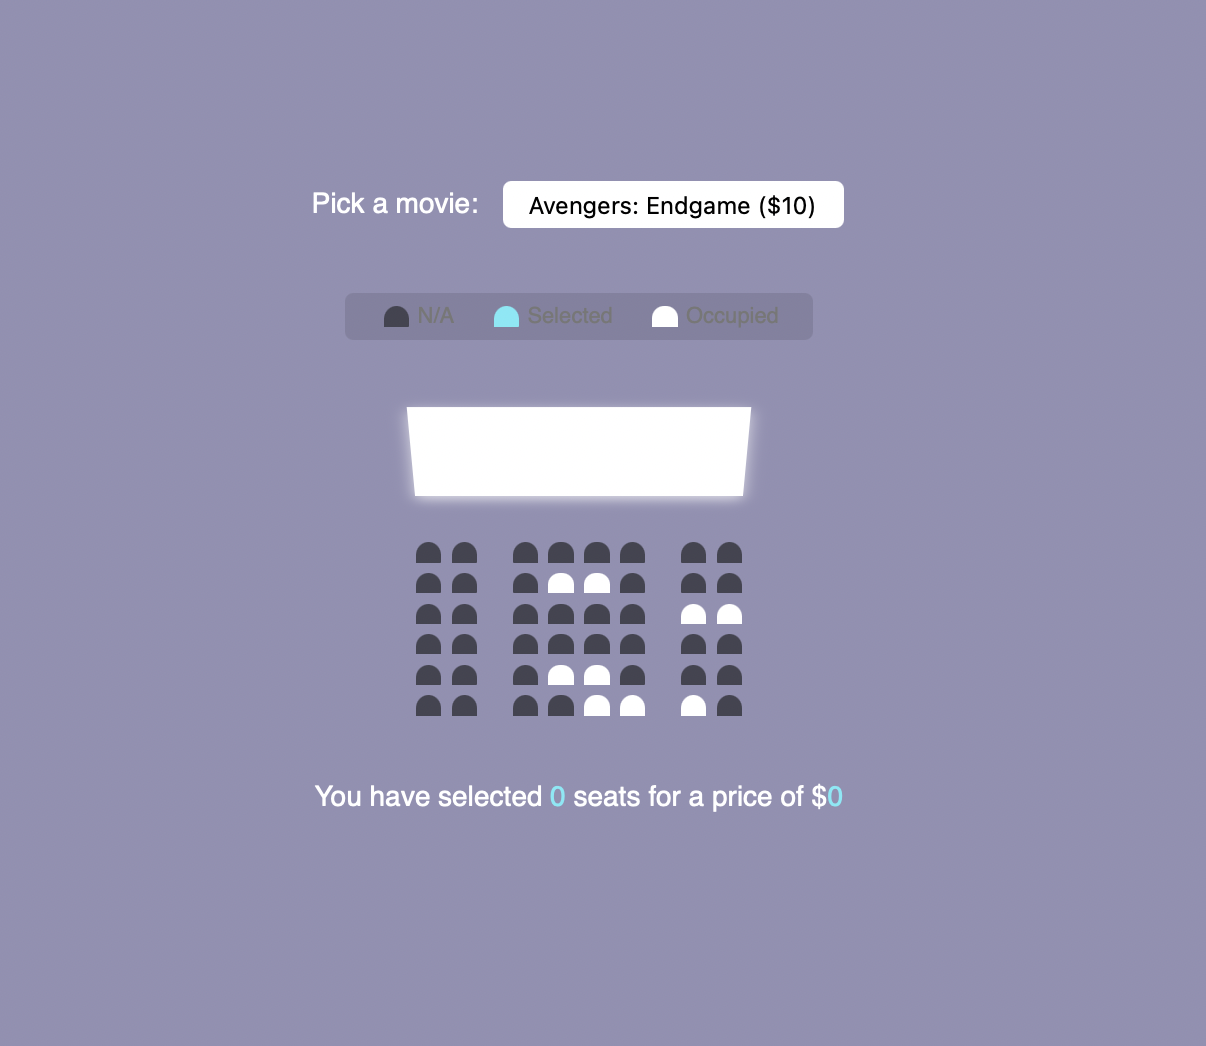 Pick a movie: Avengers: Endgame ($10)
N/A Selected Occupied
You have selected 0 seats for a price of $0